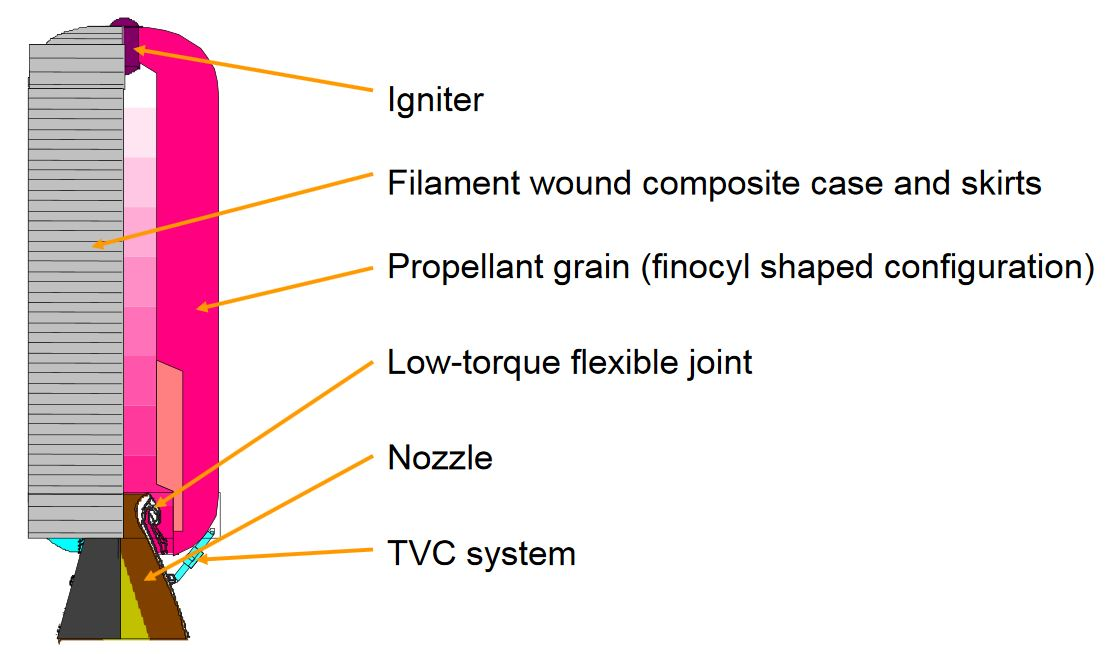 Igniter
Filament wound composite case and skirts
Propellant grain (finocyl shaped configuration)
Low-torque flexible joint
Nozzle
TVC system